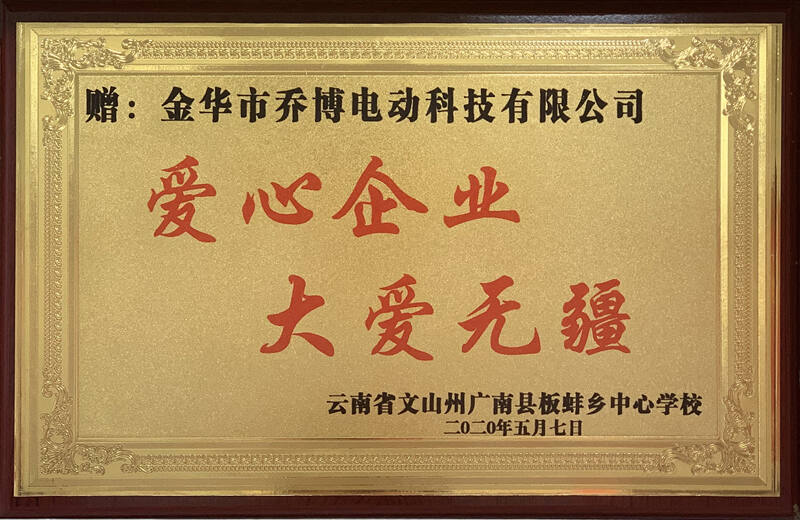 赠：金华市乔博电动科技有限公司
爱心企业
大爱无疆
云南省文山州广南县板蚌乡中心学校
二0二0年五月七日